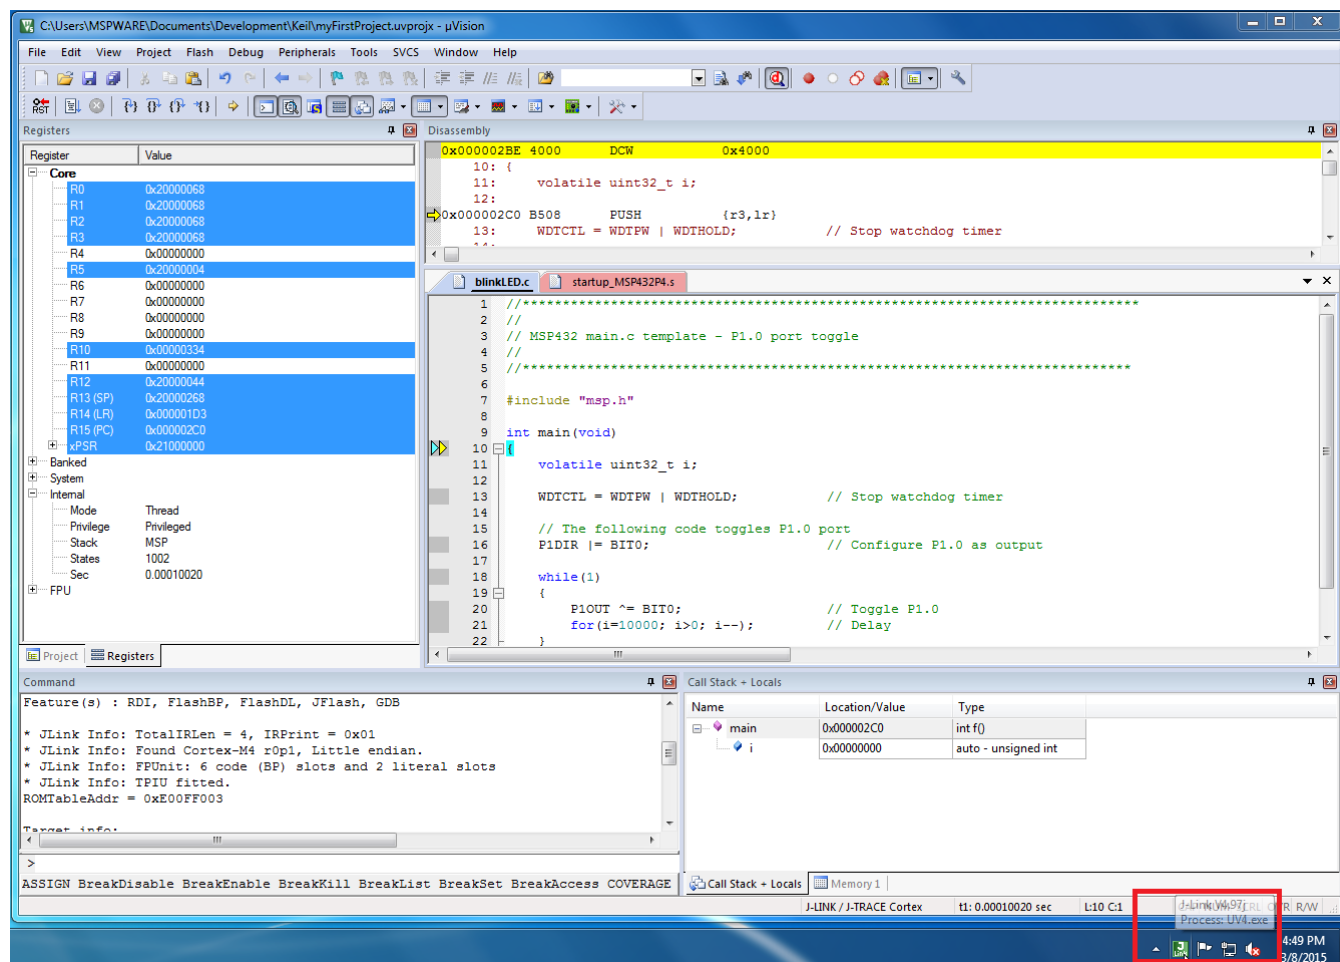 C:\Users\MSPWARE\Documents\Development\Keil\myFirstProject.uvprojx - µVision
File Edit View Project Flash Debug Peripherals Tools SVCS Window Help
RST
Registers
Register Value
Core
R0 0x20000068
R1 0x20000068
R2 0x20000068
R3 0x20000068
R4 0x00000000
R5 0x20000004
R6 0x00000000
R7 0x00000000
R8 0x00000000
R9 0x00000000
R10 0x00000334
R11 0x00000000
R12 0x20000044
R13 (SP) 0x20000268
R14 (LR) 0x000001D3
R15 (PC) 0x000002C0
xPSR 0x21000000
Banked
System
Internal
Mode Thread
Privilege Privileged
Stack MSP
States 1002
Sec 0.00010020
FPU
Project Registers
Disassembly
0x000002BE 4000 DCW 0x4000
10: {
11: volatile uint32_t i;
12:
0x000002C0 B508 PUSH {r3,lr}
13: WDTCTL = WDTPW | WDTHOLD; // Stop watchdog timer
14:
blinkLED.c startup_MSP432P4.s
1 //*****************************************************************************
2 //
3 // MSP432 main.c template - P1.0 port toggle
4 //
5 //****************************************************************************
6
7 #include "msp.h"
8
9 int main(void)
10 {
11 volatile uint32_t i;
12
13 WDTCTL = WDTPW | WDTHOLD; // Stop watchdog timer
14
15 // The following code toggles P1.0 port
16 P1DIR |= BIT0; // Configure P1.0 as output
17
18 while(1)
19 {
20 P1OUT ^= BIT0; // Toggle P1.0
21 for(i=10000; i>0; i--); // Delay
22 }
Command
Feature(s) : RDI, FlashBP, FlashDL, JFlash, GDB
* JLink Info: TotalIRLen = 4, IRPrint = 0x01
* JLink Info: Found Cortex-M4 r0p1, Little endian.
* JLink Info: FPUnit: 6 code (BP) slots and 2 literal slots
* JLink Info: TPIU fitted.
ROMTableAddr = 0xE00FF003
Target info:
>
ASSIGN BreakDisable BreakEnable BreakKill BreakList BreakSet BreakAccess COVERAGE
Call Stack + Locals
Name Location/Value Type
main 0x000002C0 int f()
i 0x00000000 auto - unsigned int
Call Stack + Locals Memory 1
J-LINK / J-TRACE Cortex t1: 0.00010020 sec L:10 C:1 R/W
J-Link V4.97j
Process: UV4.exe
4:49 PM
3/8/2015